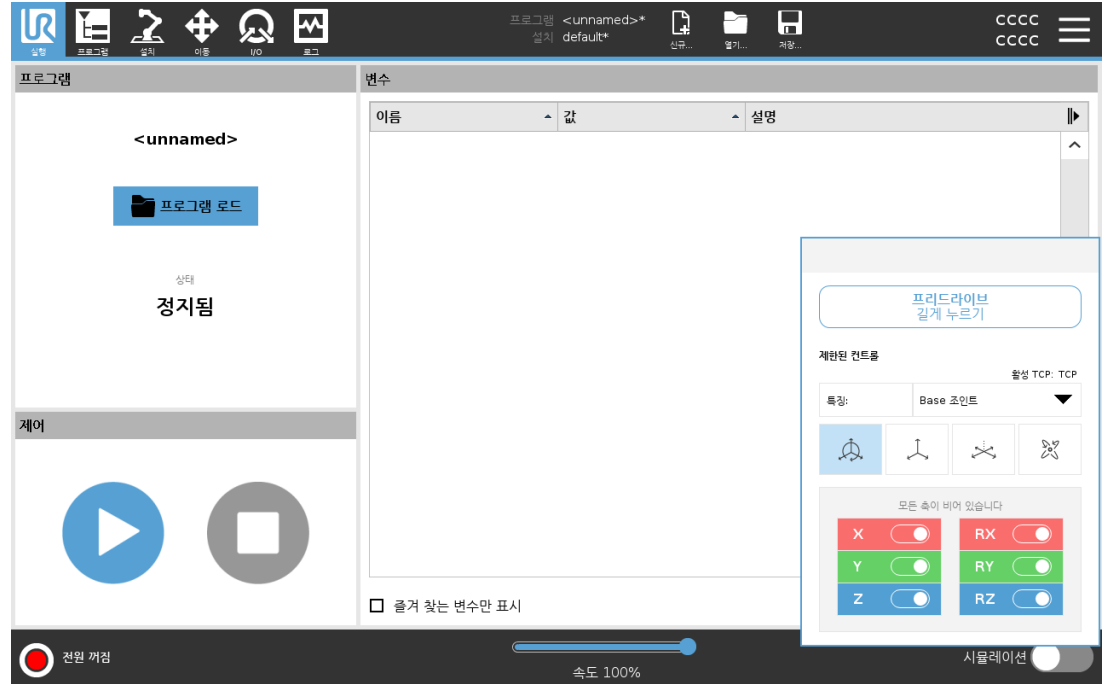 UR
실행
프로그램
설치
이동
I/O
로그
프로그램 <unnamed>*
설치 default*
신규...
열기...
저장...
CCCC
CCCC
프로그램
<unnamed>
프로그램 로드
상태
정지됨
제어
변수
이름
값
설명
즐겨 찾는 변수만 표시
프리드라이브
길게 누르기
제한된 컨트롤
활성 TCP: TCP
특징: Base 조인트
모든 축이 비어 있습니다
X RX
Y RY
Z RZ
전원 꺼짐
속도 100%
시뮬레이션